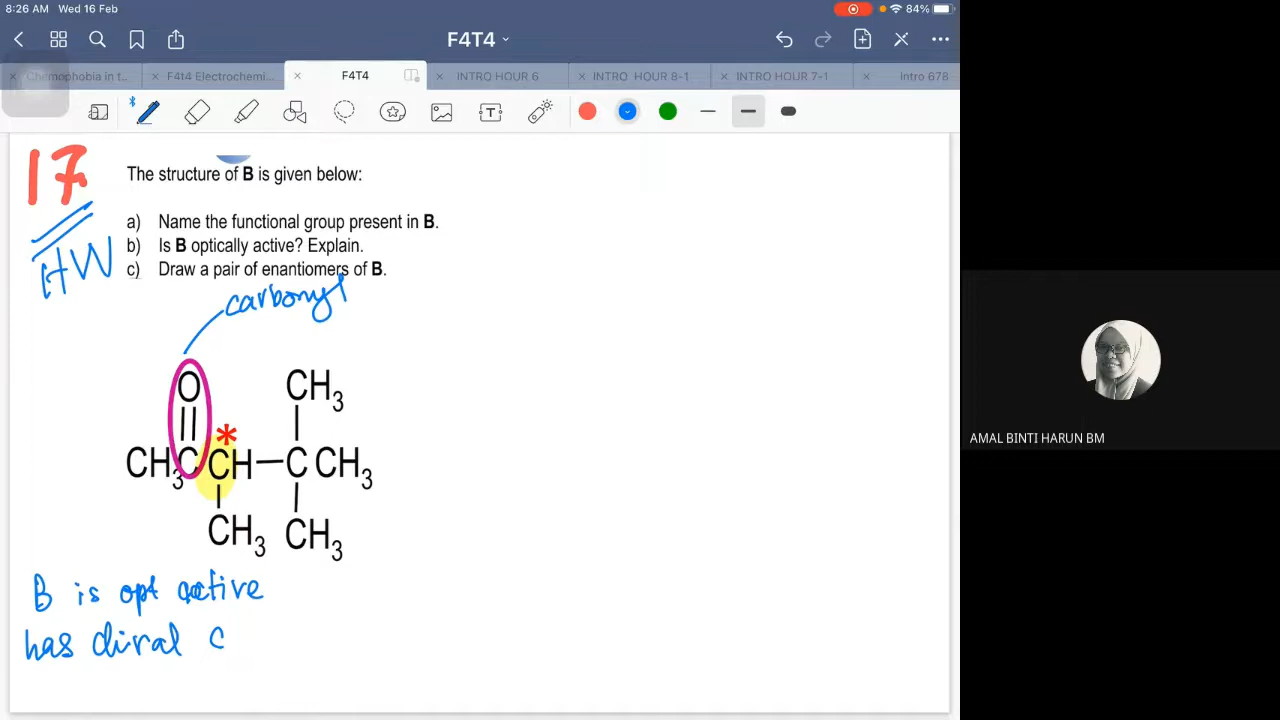 8:26 AM Wed 16 Feb
84%
F4T4
Chemophobia in t...
F4t4 Electrochemi...
F4T4
INTRO HOUR 6
INTRO HOUR 8-1
INTRO HOUR 7-1
Intro 678
T
17
HW
The structure of B is given below:
a) Name the functional group present in B.
b) Is B optically active? Explain.
c) Draw a pair of enantiomers of B.
carbonyl
O
CH3
*
CH3C CH—C CH3
CH3 CH3
B is opt active
has chiral C
AMAL BINTI HARUN BM